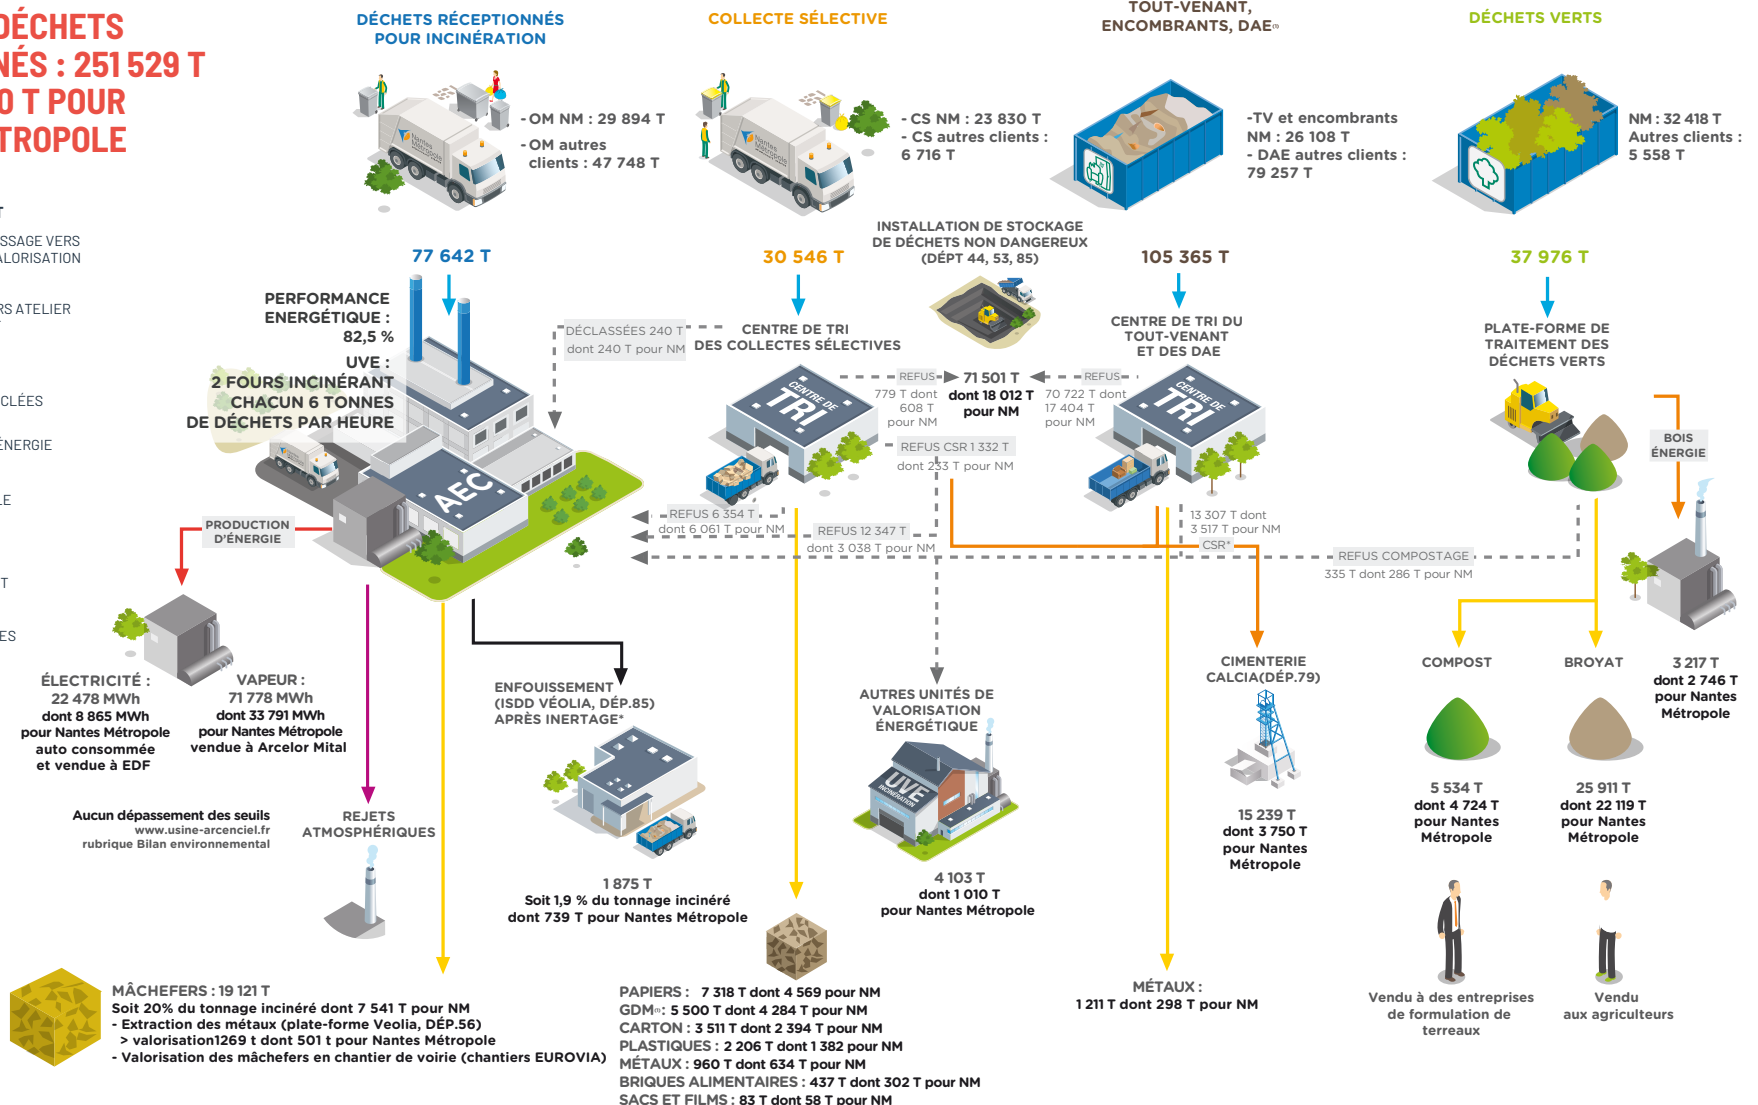 DÉCHETS
NÉS : 251 529 T
0 T POUR
TROPOLE
T
SSAGE VERS
ALORISATION
RS ATELIER
CLÉES
ÉNERGIE
LE
T
ES
DÉCHETS RÉCEPTIONNÉS
POUR INCINÉRATION
- OM NM : 29 894 T
- OM autres
clients : 47 748 T
77 642 T
COLLECTE SÉLECTIVE
- CS NM : 23 830 T
- CS autres clients :
6 716 T
30 546 T
TOUT-VENANT,
ENCOMBRANTS, DAE
-TV et encombrants
NM : 26 108 T
- DAE autres clients :
79 257 T
105 365 T
DÉCHETS VERTS
NM : 32 418 T
Autres clients :
5 558 T
37 976 T
Nantes
Métropole
Nantes
Métropole
INSTALLATION DE STOCKAGE
DE DÉCHETS NON DANGEREUX
(DÉPT 44, 53, 85)
PERFORMANCE
ENERGÉTIQUE :
82,5 %
UVE :
2 FOURS INCINÉRANT
CHACUN 6 TONNES
DE DÉCHETS PAR HEURE
AEC
DÉCLASSÉES 240 T
dont 240 T pour NM
CENTRE DE TRI
DES COLLECTES SÉLECTIVES
CENTRE DE
TRI
REFUS
779 T dont
608 T
pour NM
71 501 T
dont 18 012 T
pour NM
REFUS
70 722 T dont
17 404 T
pour NM
CENTRE DE TRI DU
TOUT-VENANT
ET DES DAE
CENTRE DE
TRI
PLATE-FORME DE
TRAITEMENT DES
DÉCHETS VERTS
BOIS
ÉNERGIE
REFUS CSR 1 332 T
dont 233 T pour NM
REFUS 6 354 T
dont 6 061 T pour NM
REFUS 12 347 T
dont 3 038 T pour NM
13 307 T dont
3 517 T pour NM
CSR*
REFUS COMPOSTAGE
335 T dont 286 T pour NM
PRODUCTION
D'ÉNERGIE
ÉLECTRICITÉ :
22 478 MWh
dont 8 865 MWh
pour Nantes Métropole
auto consommée
et vendue à EDF
VAPEUR :
71 778 MWh
dont 33 791 MWh
pour Nantes Métropole
vendue à Arcelor Mital
Aucun dépassement des seuils
www.usine-arcenciel.fr
rubrique Bilan environnemental
REJETS
ATMOSPHÉRIQUES
ENFOUISSEMENT
(ISDD VÉOLIA, DÉP.85)
APRÈS INERTAGE*
1 875 T
Soit 1,9 % du tonnage incinéré
dont 739 T pour Nantes Métropole
AUTRES UNITÉS DE
VALORISATION
ÉNERGÉTIQUE
UVE
INCINÉRATION
4 103 T
dont 1 010 T
pour Nantes Métropole
CIMENTERIE
CALCIA(DÉP.79)
15 239 T
dont 3 750 T
pour Nantes
Métropole
COMPOST
5 534 T
dont 4 724 T
pour Nantes
Métropole
BROYAT
25 911 T
dont 22 119 T
pour Nantes
Métropole
3 217 T
dont 2 746 T
pour Nantes
Métropole
MÂCHEFERS : 19 121 T
Soit 20% du tonnage incinéré dont 7 541 T pour NM
- Extraction des métaux (plate-forme Veolia, DÉP.56)
> valorisation1269 t dont 501 t pour Nantes Métropole
- Valorisation des mâchefers en chantier de voirie (chantiers EUROVIA)
PAPIERS : 7 318 T dont 4 569 pour NM
GDM : 5 500 T dont 4 284 T pour NM
CARTON : 3 511 T dont 2 394 T pour NM
PLASTIQUES : 2 206 T dont 1 382 pour NM
MÉTAUX : 960 T dont 634 T pour NM
BRIQUES ALIMENTAIRES : 437 T dont 302 T pour NM
SACS ET FILMS : 83 T dont 58 T pour NM
MÉTAUX :
1 211 T dont 298 T pour NM
Vendu à des entreprises
de formulation de
terreaux
Vendu
aux agriculteurs